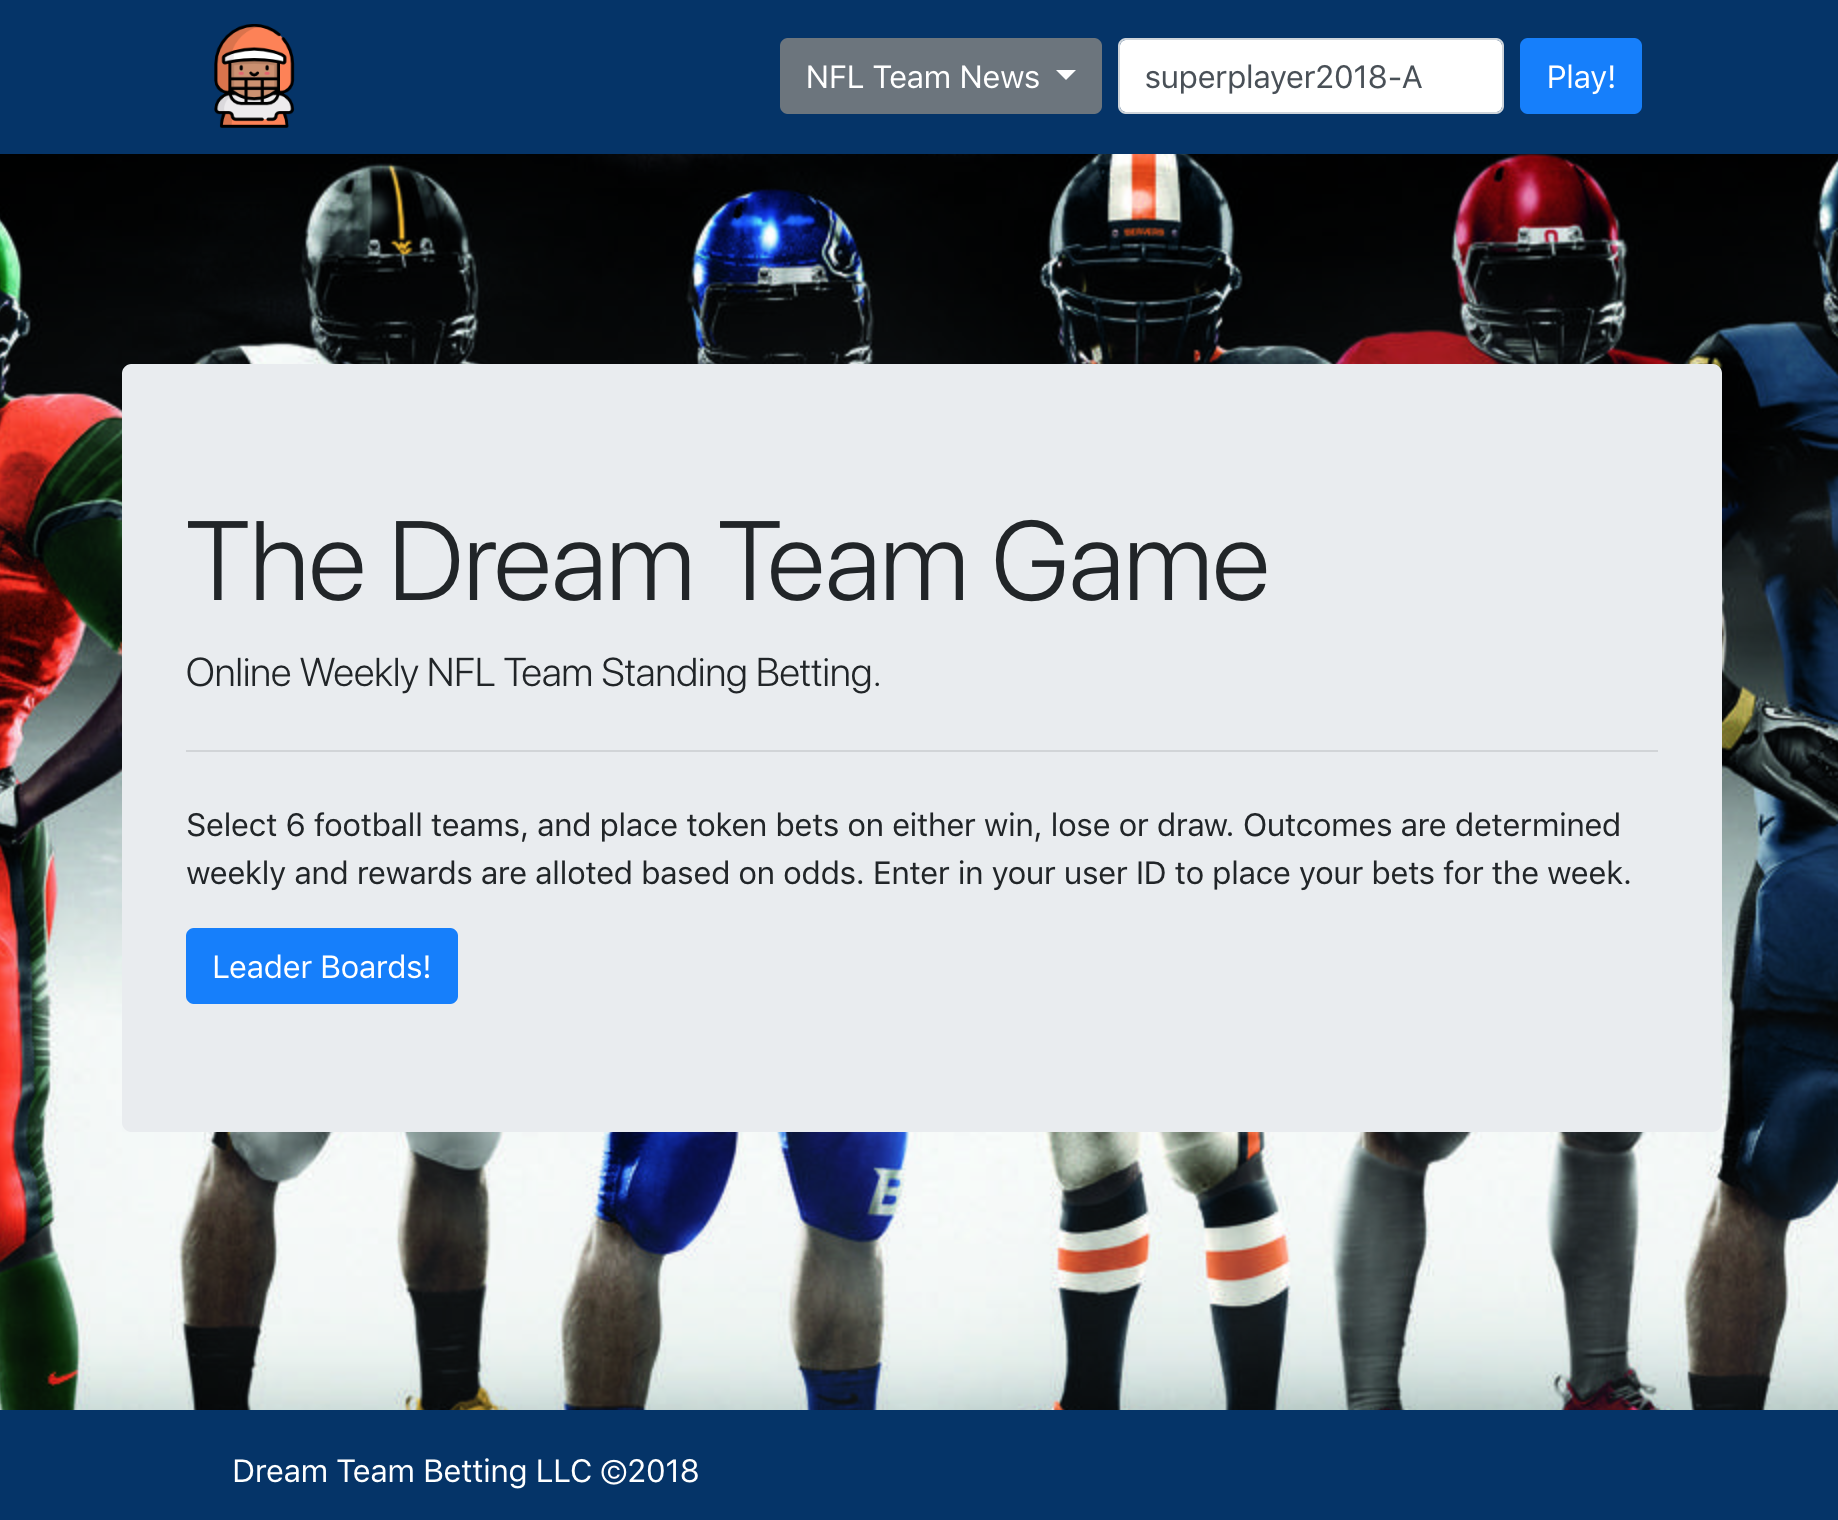 NFL Team News
superplayer2018-A
Play!
BEAVERS
The Dream Team Game
Online Weekly NFL Team Standing Betting.
Select 6 football teams, and place token bets on either win, lose or draw. Outcomes are determined
weekly and rewards are alloted based on odds. Enter in your user ID to place your bets for the week.
Leader Boards!
Dream Team Betting LLC ©2018